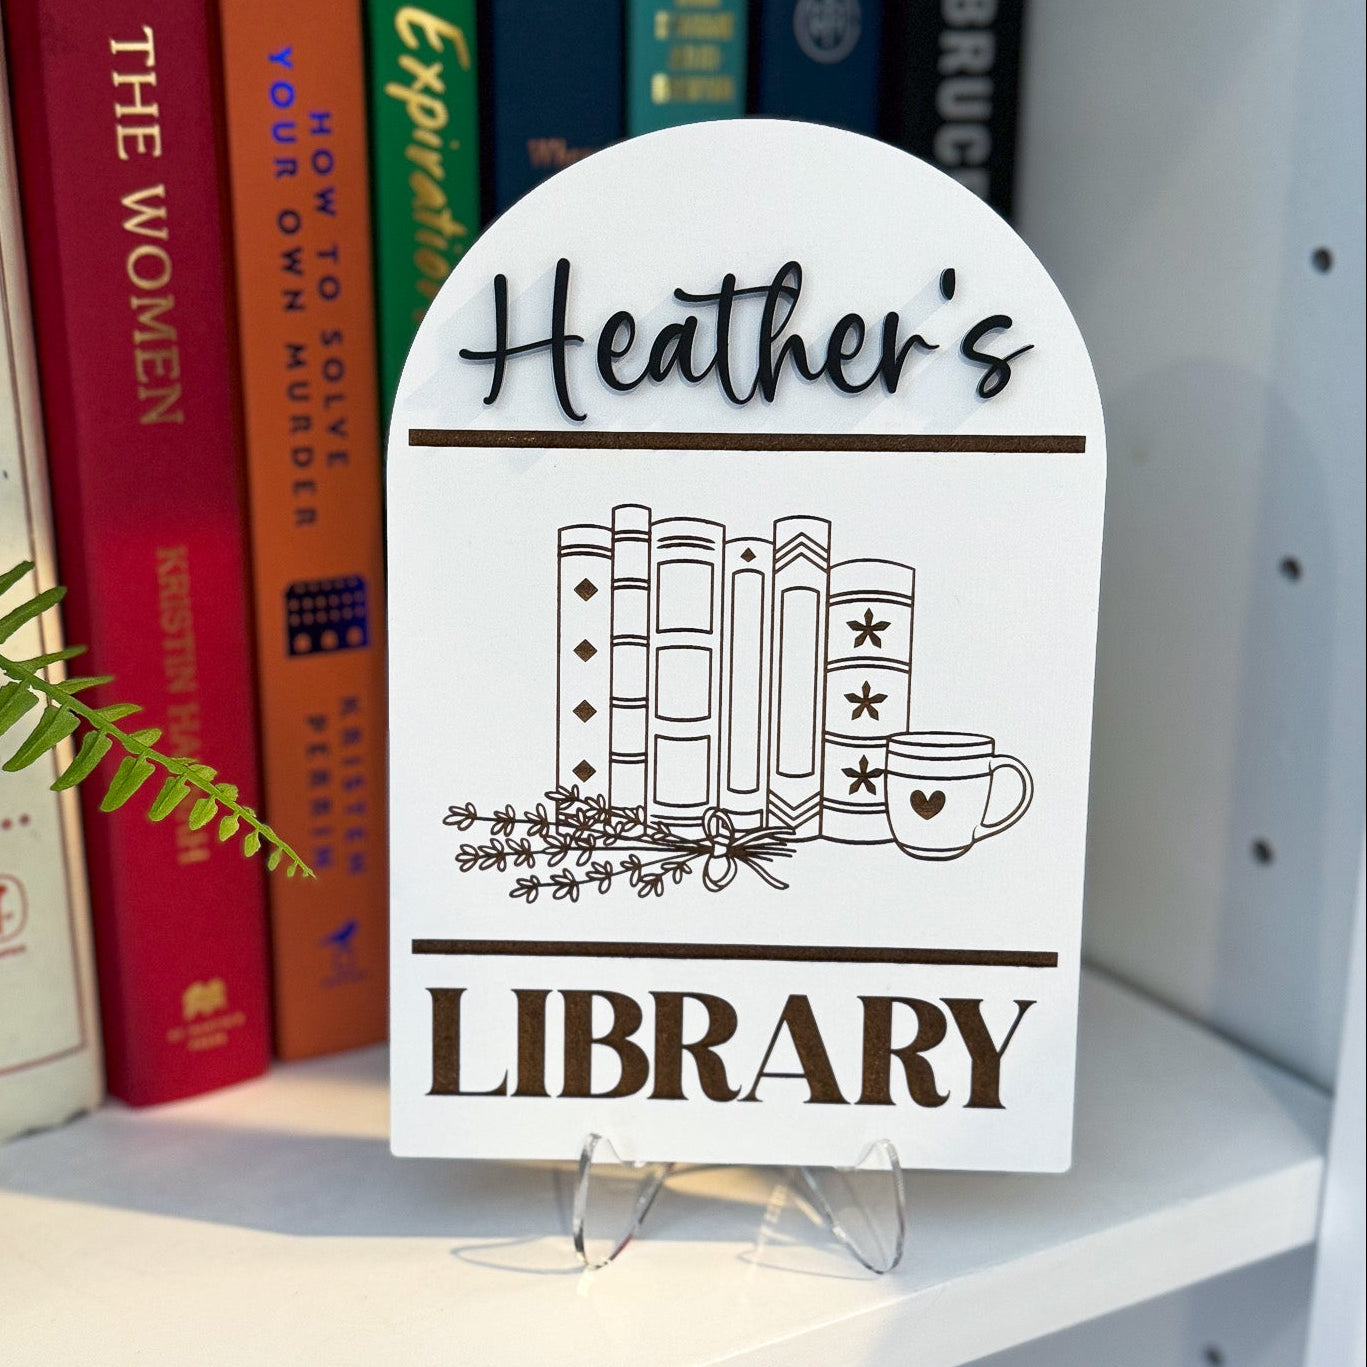 THE WOMEN
KRISTIN HANNAH
HOW TO SOLVE
YOUR OWN MURDER
KRISTEN
PERRIN
Expiration
Heather's
LIBRARY